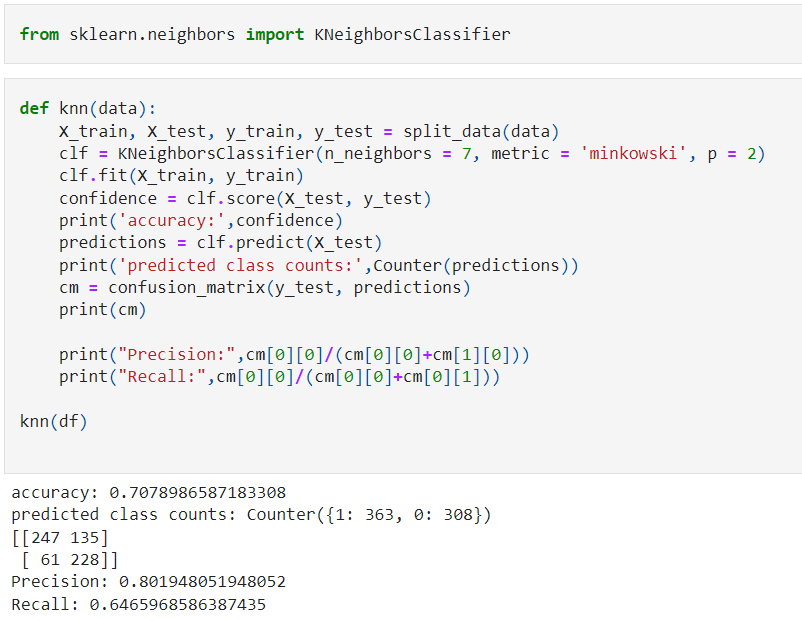 from sklearn.neighbors import KNeighborsClassifier
def knn(data):
    X_train, X_test, y_train, y_test = split_data(data)
    clf = KNeighborsClassifier(n_neighbors = 7, metric = 'minkowski', p = 2)
    clf.fit(X_train, y_train)
    confidence = clf.score(X_test, y_test)
    print('accuracy:',confidence)
    predictions = clf.predict(X_test)
    print('predicted class counts:',Counter(predictions))
    cm = confusion_matrix(y_test, predictions)
    print(cm)
    print("Precision:",cm[0][0]/(cm[0][0]+cm[1][0]))
    print("Recall:",cm[0][0]/(cm[0][0]+cm[0][1]))
knn(df)
accuracy: 0.7078986587183308
predicted class counts: Counter({1: 363, 0: 308})
[[247 135]
 [ 61 228]]
Precision: 0.801948051948052
Recall: 0.6465968586387435